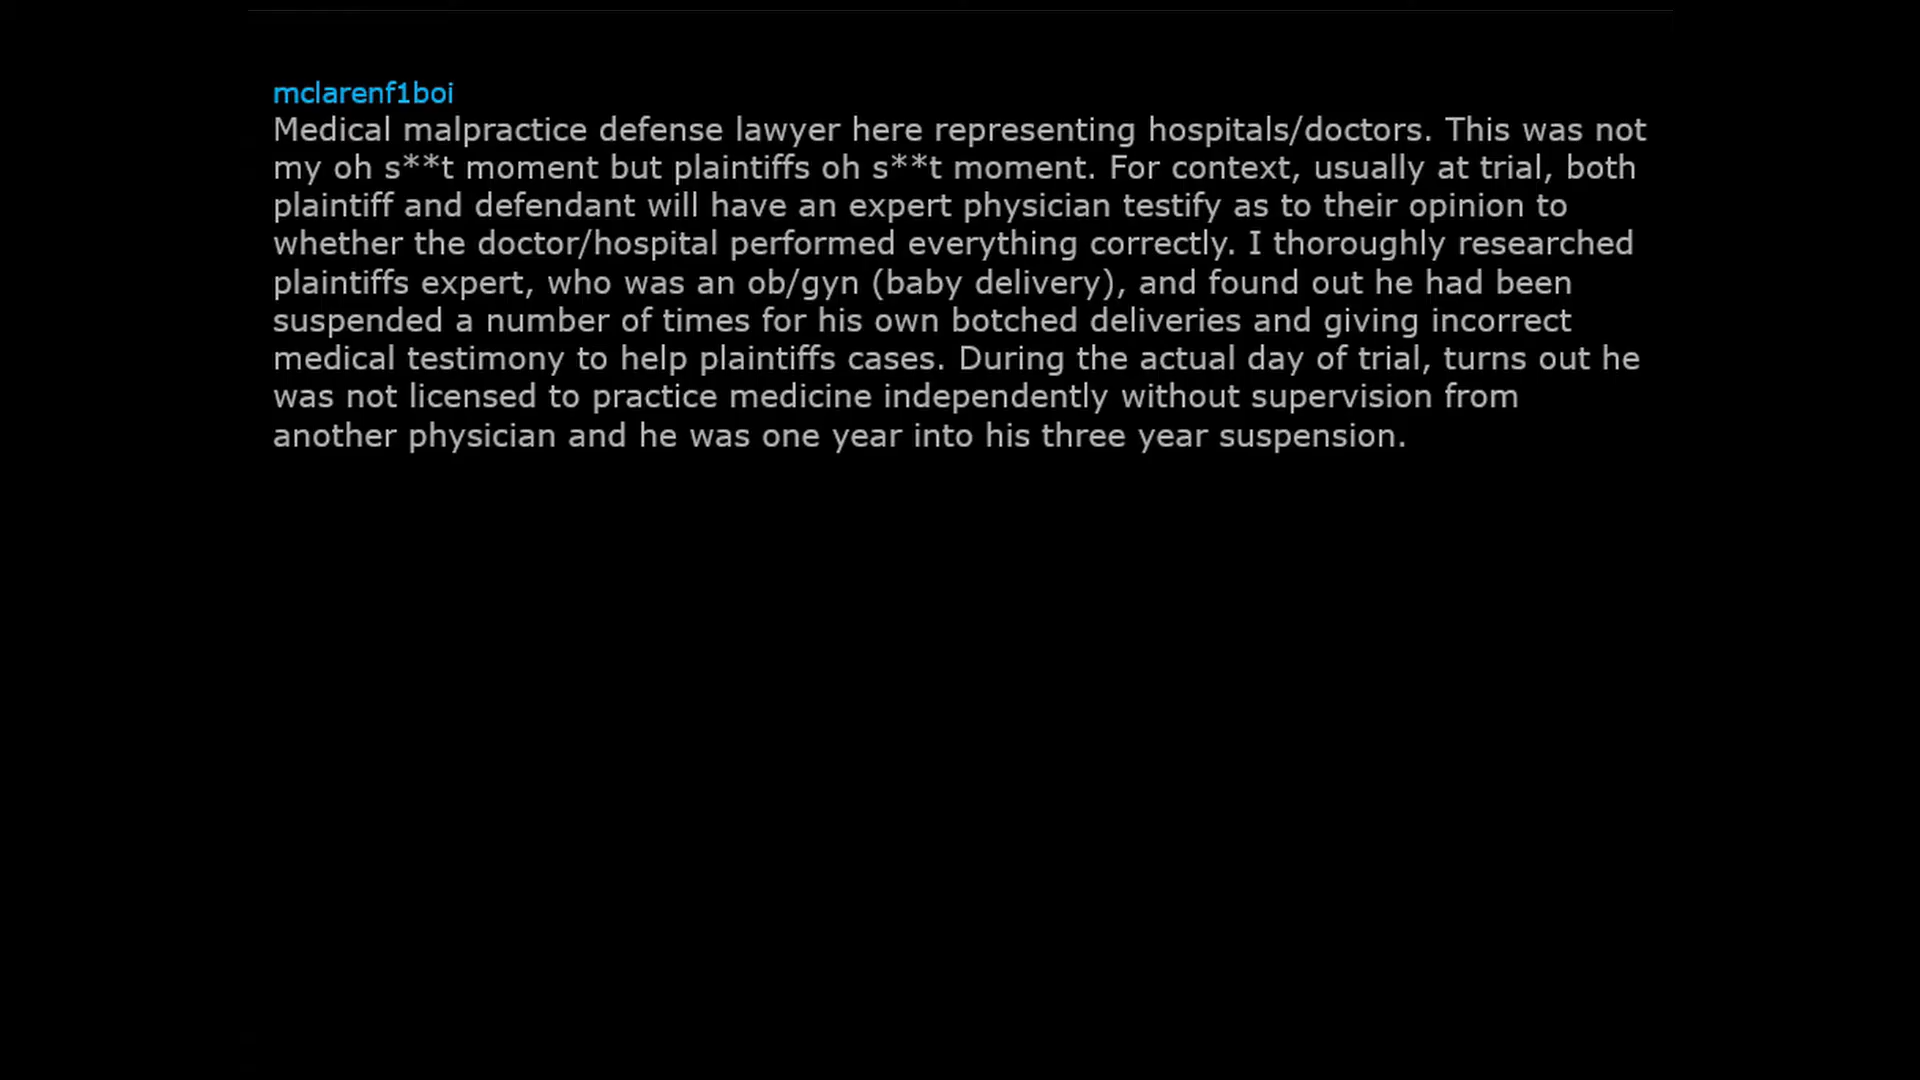 mclarenf1boi
Medical malpractice defense lawyer here representing hospitals/doctors. This was not
my oh s**t moment but plaintiffs oh s**t moment. For context, usually at trial, both
plaintiff and defendant will have an expert physician testify as to their opinion to
whether the doctor/hospital performed everything correctly. I thoroughly researched
plaintiffs expert, who was an ob/gyn (baby delivery), and found out he had been
suspended a number of times for his own botched deliveries and giving incorrect
medical testimony to help plaintiffs cases. During the actual day of trial, turns out he
was not licensed to practice medicine independently without supervision from
another physician and he was one year into his three year suspension.